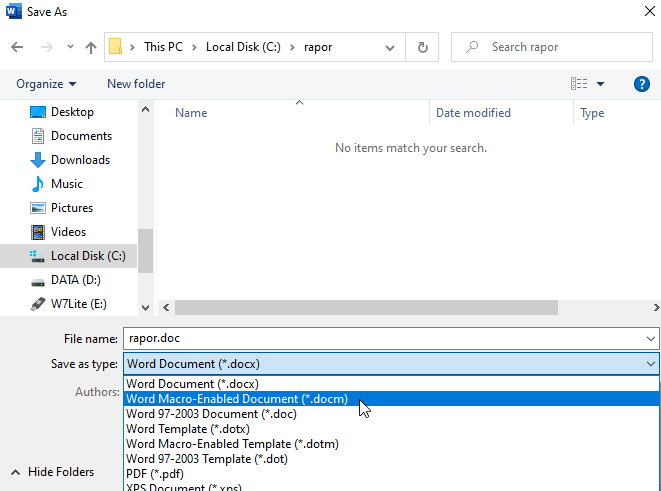 Save As
This PC > Local Disk (C:) > rapor
Search rapor
Organize New folder ?
Name Date modified Type
Desktop
Documents
Downloads
Music
Pictures
Videos
Local Disk (C:)
DATA (D:)
W7Lite (E:)
No items match your search.
File name: rapor.doc
Save as type: Word Document (*.docx)
Authors:
Word Document (*.docx)
Word Macro-Enabled Document (*.docm)
Word 97-2003 Document (*.doc)
Word Template (*.dotx)
Word Macro-Enabled Template (*.dotm)
Word 97-2003 Template (*.dot)
PDF (*.pdf)
XPS Document (*.xps)
Hide Folders